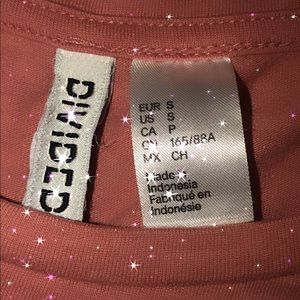 DIVIDED
EUR S
US S
CA P
CN 165/88A
MX CH
Made in
Indonesia
Fabriqué en
Indonésie